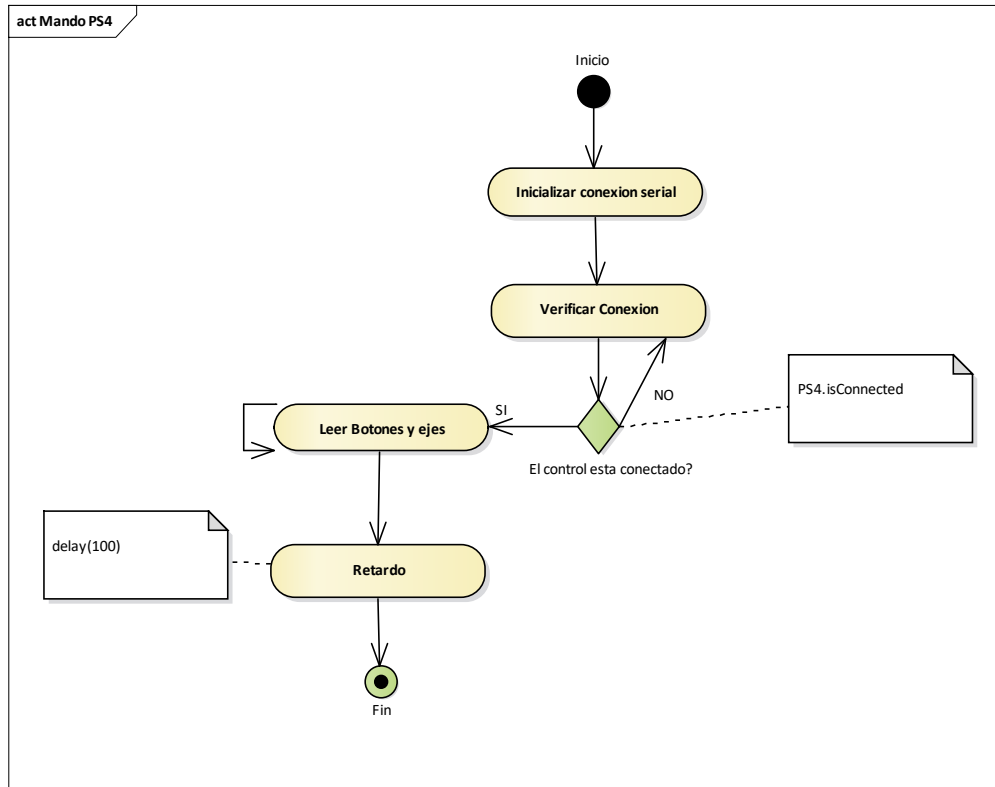 act Mando PS4
Inicio
Inicializar conexion serial
Verificar Conexion
PS4.isConnected
NO
SI
Leer Botones y ejes
El control esta conectado?
delay(100)
Retardo
Fin